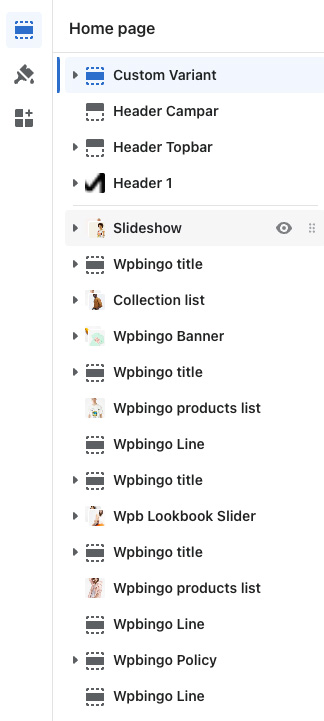 Home page
Custom Variant
Header Campar
Header Topbar
Header 1
Slideshow
Wpbingo title
Collection list
Wpbingo Banner
Wpbingo title
Wpbingo products list
Wpbingo Line
Wpbingo title
Wpb Lookbook Slider
Wpbingo title
Wpbingo products list
Wpbingo Line
Wpbingo Policy
Wpbingo Line